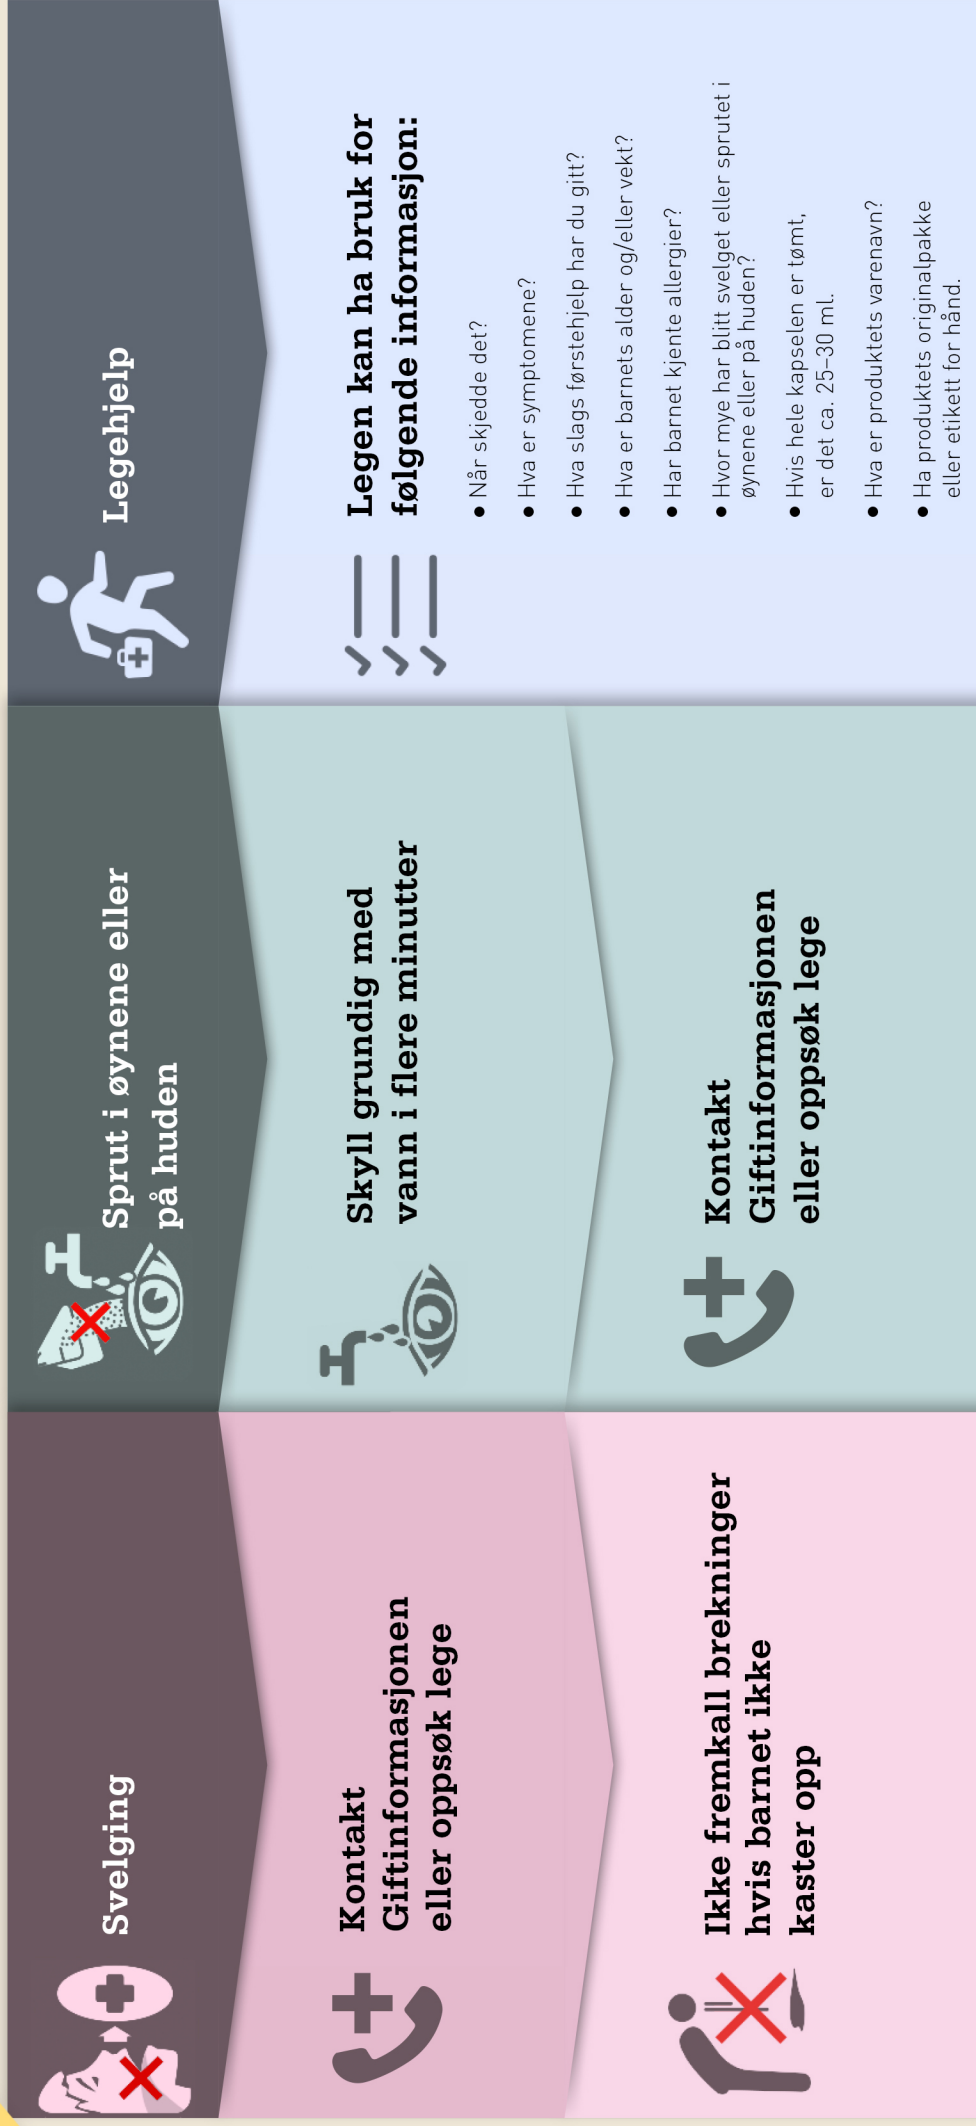 Svelging
Kontakt
Giftinformasjonen
eller oppsøk lege
Ikke fremkall brekninger
hvis barnet ikke
kaster opp
Sprut i øynene eller
på huden
Skyll grundig med
vann i flere minutter
Kontakt
Giftinformasjonen
eller oppsøk lege
Legehjelp
Legen kan ha bruk for
følgende informasjon:
● Når skjedde det?
● Hva er symptomene?
● Hva slags førstehjelp har du gitt?
● Hva er barnets alder og/eller vekt?
● Har barnet kjente allergier?
● Hvor mye har blitt svelget eller sprutet i
øynene eller på huden?
● Hvis hele kapselen er tømt,
er det ca. 25–30 ml.
● Hva er produktets varenavn?
● Ha produktets originalpakke
eller etikett for hånd.